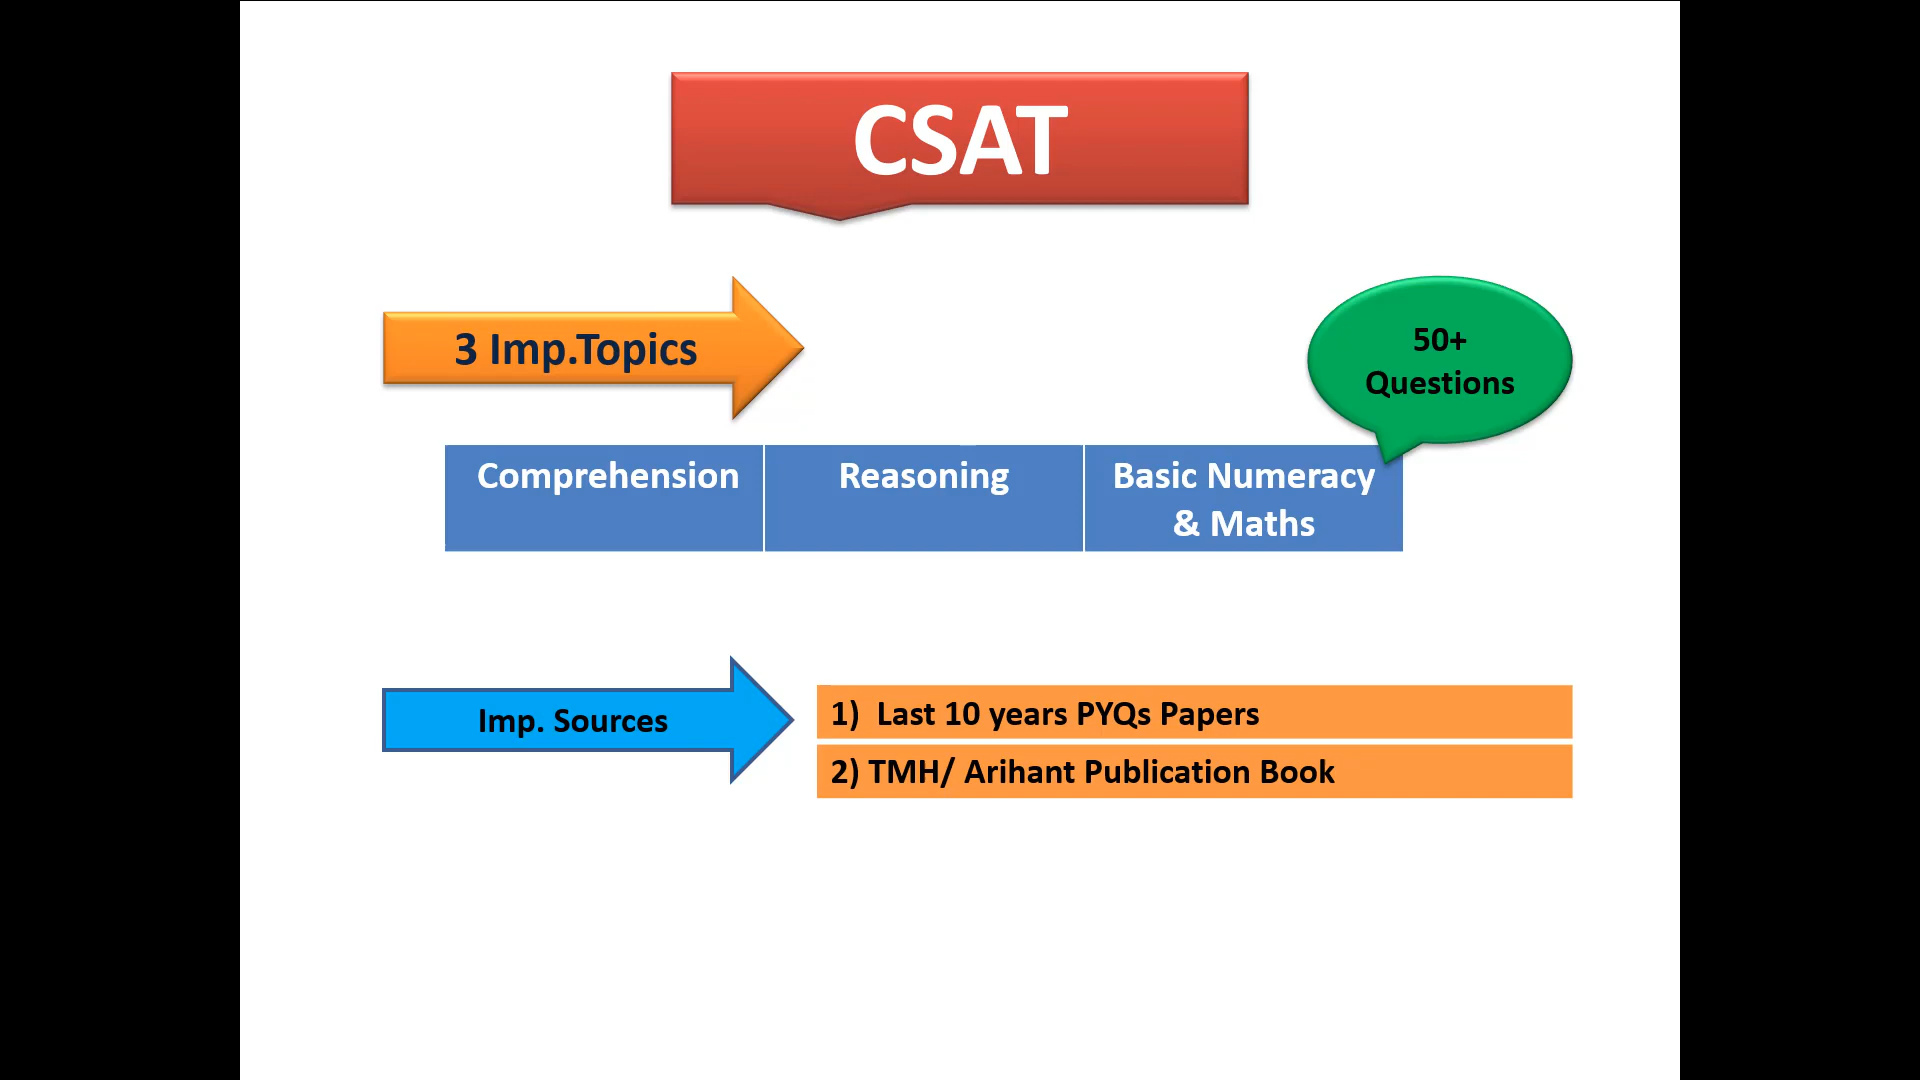 CSAT
3 Imp.Topics
50+
Questions
Comprehension
Reasoning
Basic Numeracy
& Maths
Imp. Sources
1)  Last 10 years PYQs Papers
2) TMH/ Arihant Publication Book